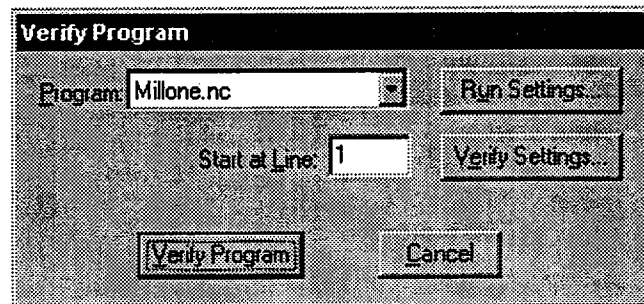 Verify Program
Program: Millone.nc Run Settings...
Start at Line: 1 Verify Settings...
Verify Program Cancel